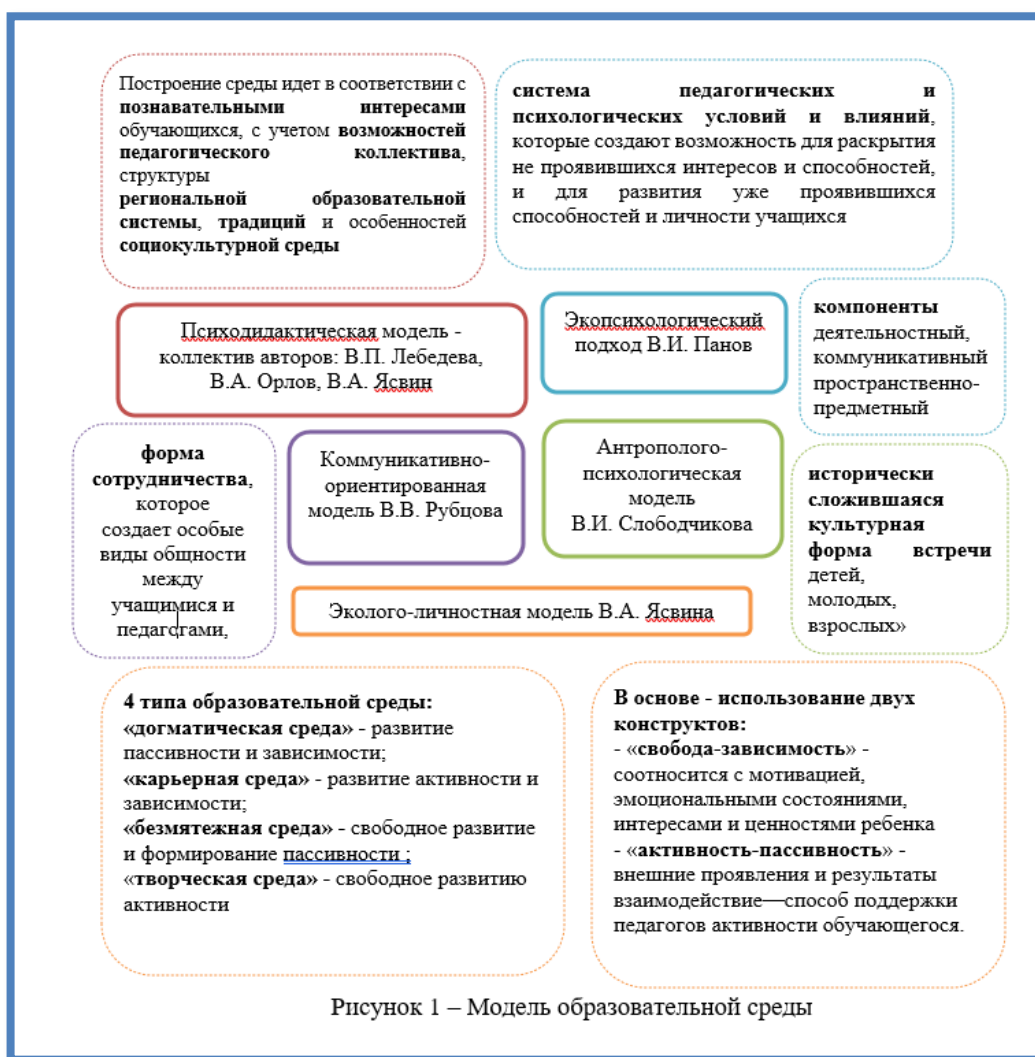 Построение среды идет в соответствии с
познавательными интересами
обучающихся, с учетом возможностей
педагогического коллектива,
структуры
региональной образовательной
системы, традиций и особенностей
социокультурной среды
система педагогических и
психологических условий и влияний,
которые создают возможность для раскрытия
не проявившихся интересов и способностей,
и для развития уже проявившихся
способностей и личности учащихся
Психодидактическая модель -
коллектив авторов: В.П. Лебедева,
В.А. Орлов, В.А. Ясвин
Экопсихологический
подход В.И. Панов
компоненты
деятельностный,
коммуникативный
пространственно-
предметный
форма
сотрудничества,
которое
создает особые
виды общности
между
учащимися и
педагогами,
Коммуникативно-
ориентированная
модель В.В. Рубцова
Антрополого-
психологическая
модель
В.И. Слободчикова
исторически
сложившаяся
культурная
форма встречи
детей,
молодых,
взрослых»
Эколого-личностная модель В.А. Ясвина
4 типа образовательной среды:
«догматическая среда» - развитие
пассивности и зависимости;
«карьерная среда» - развитие активности и
зависимости;
«безмятежная среда» - свободное развитие
и формирование пассивности ;
«творческая среда» - свободное развитию
активности
В основе - использование двух
конструктов:
- «свобода-зависимость» -
соотносится с мотивацией,
эмоциональными состояниями,
интересами и ценностями ребенка
- «активность-пассивность» -
внешние проявления и результаты
взаимодействие—способ поддержки
педагогов активности обучающегося.
Рисунок 1 – Модель образовательной среды